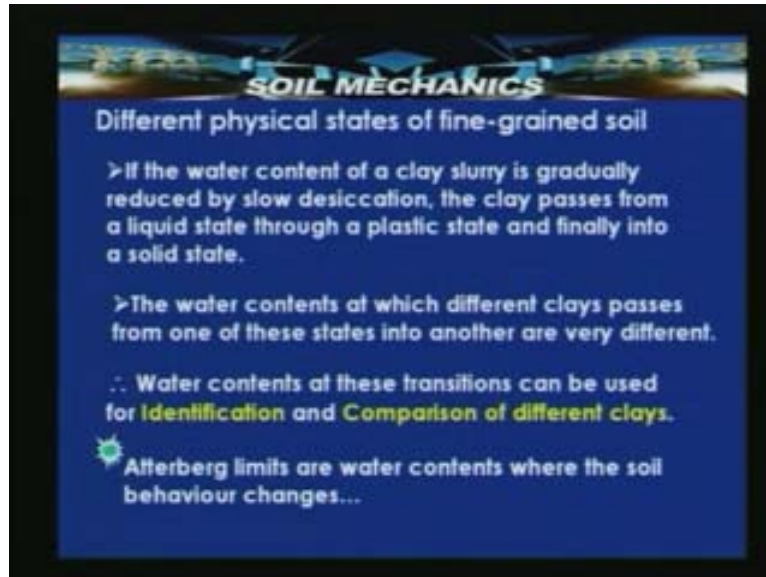 SOIL MECHANICS
Different physical states of fine-grained soil
➢If the water content of a clay slurry is gradually
reduced by slow desiccation, the clay passes from
a liquid state through a plastic state and finally into
a solid state.
➢The water contents at which different clays passes
from one of these states into another are very different.
∴ Water contents at these transitions can be used
for Identification and Comparison of different clays.
Atterberg limits are water contents where the soil
behaviour changes...